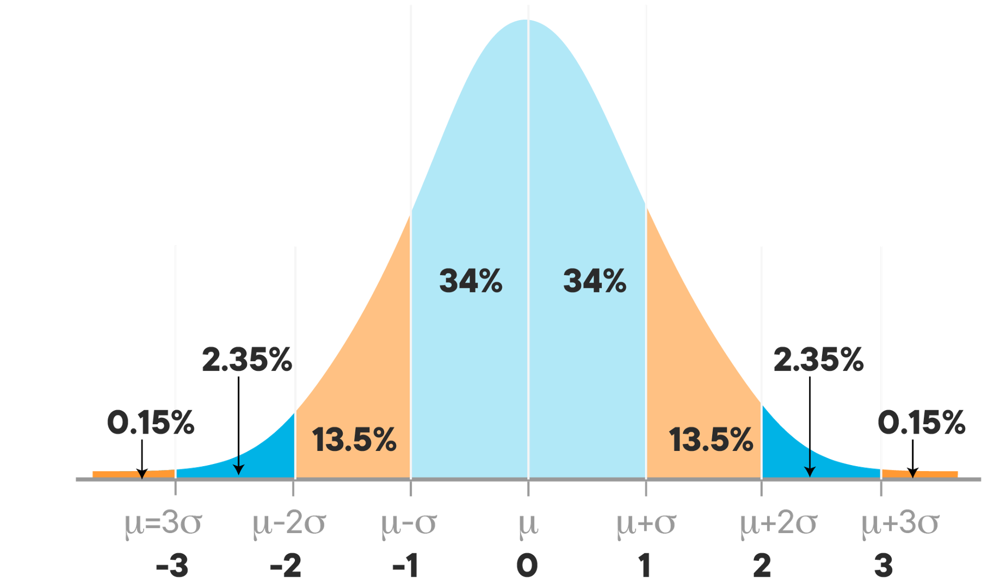 34% 34%
2.35% 2.35%
0.15% 0.15%
13.5% 13.5%
μ=3σ μ-2σ μ-σ μ μ+σ μ+2σ μ+3σ
-3 -2 -1 0 1 2 3